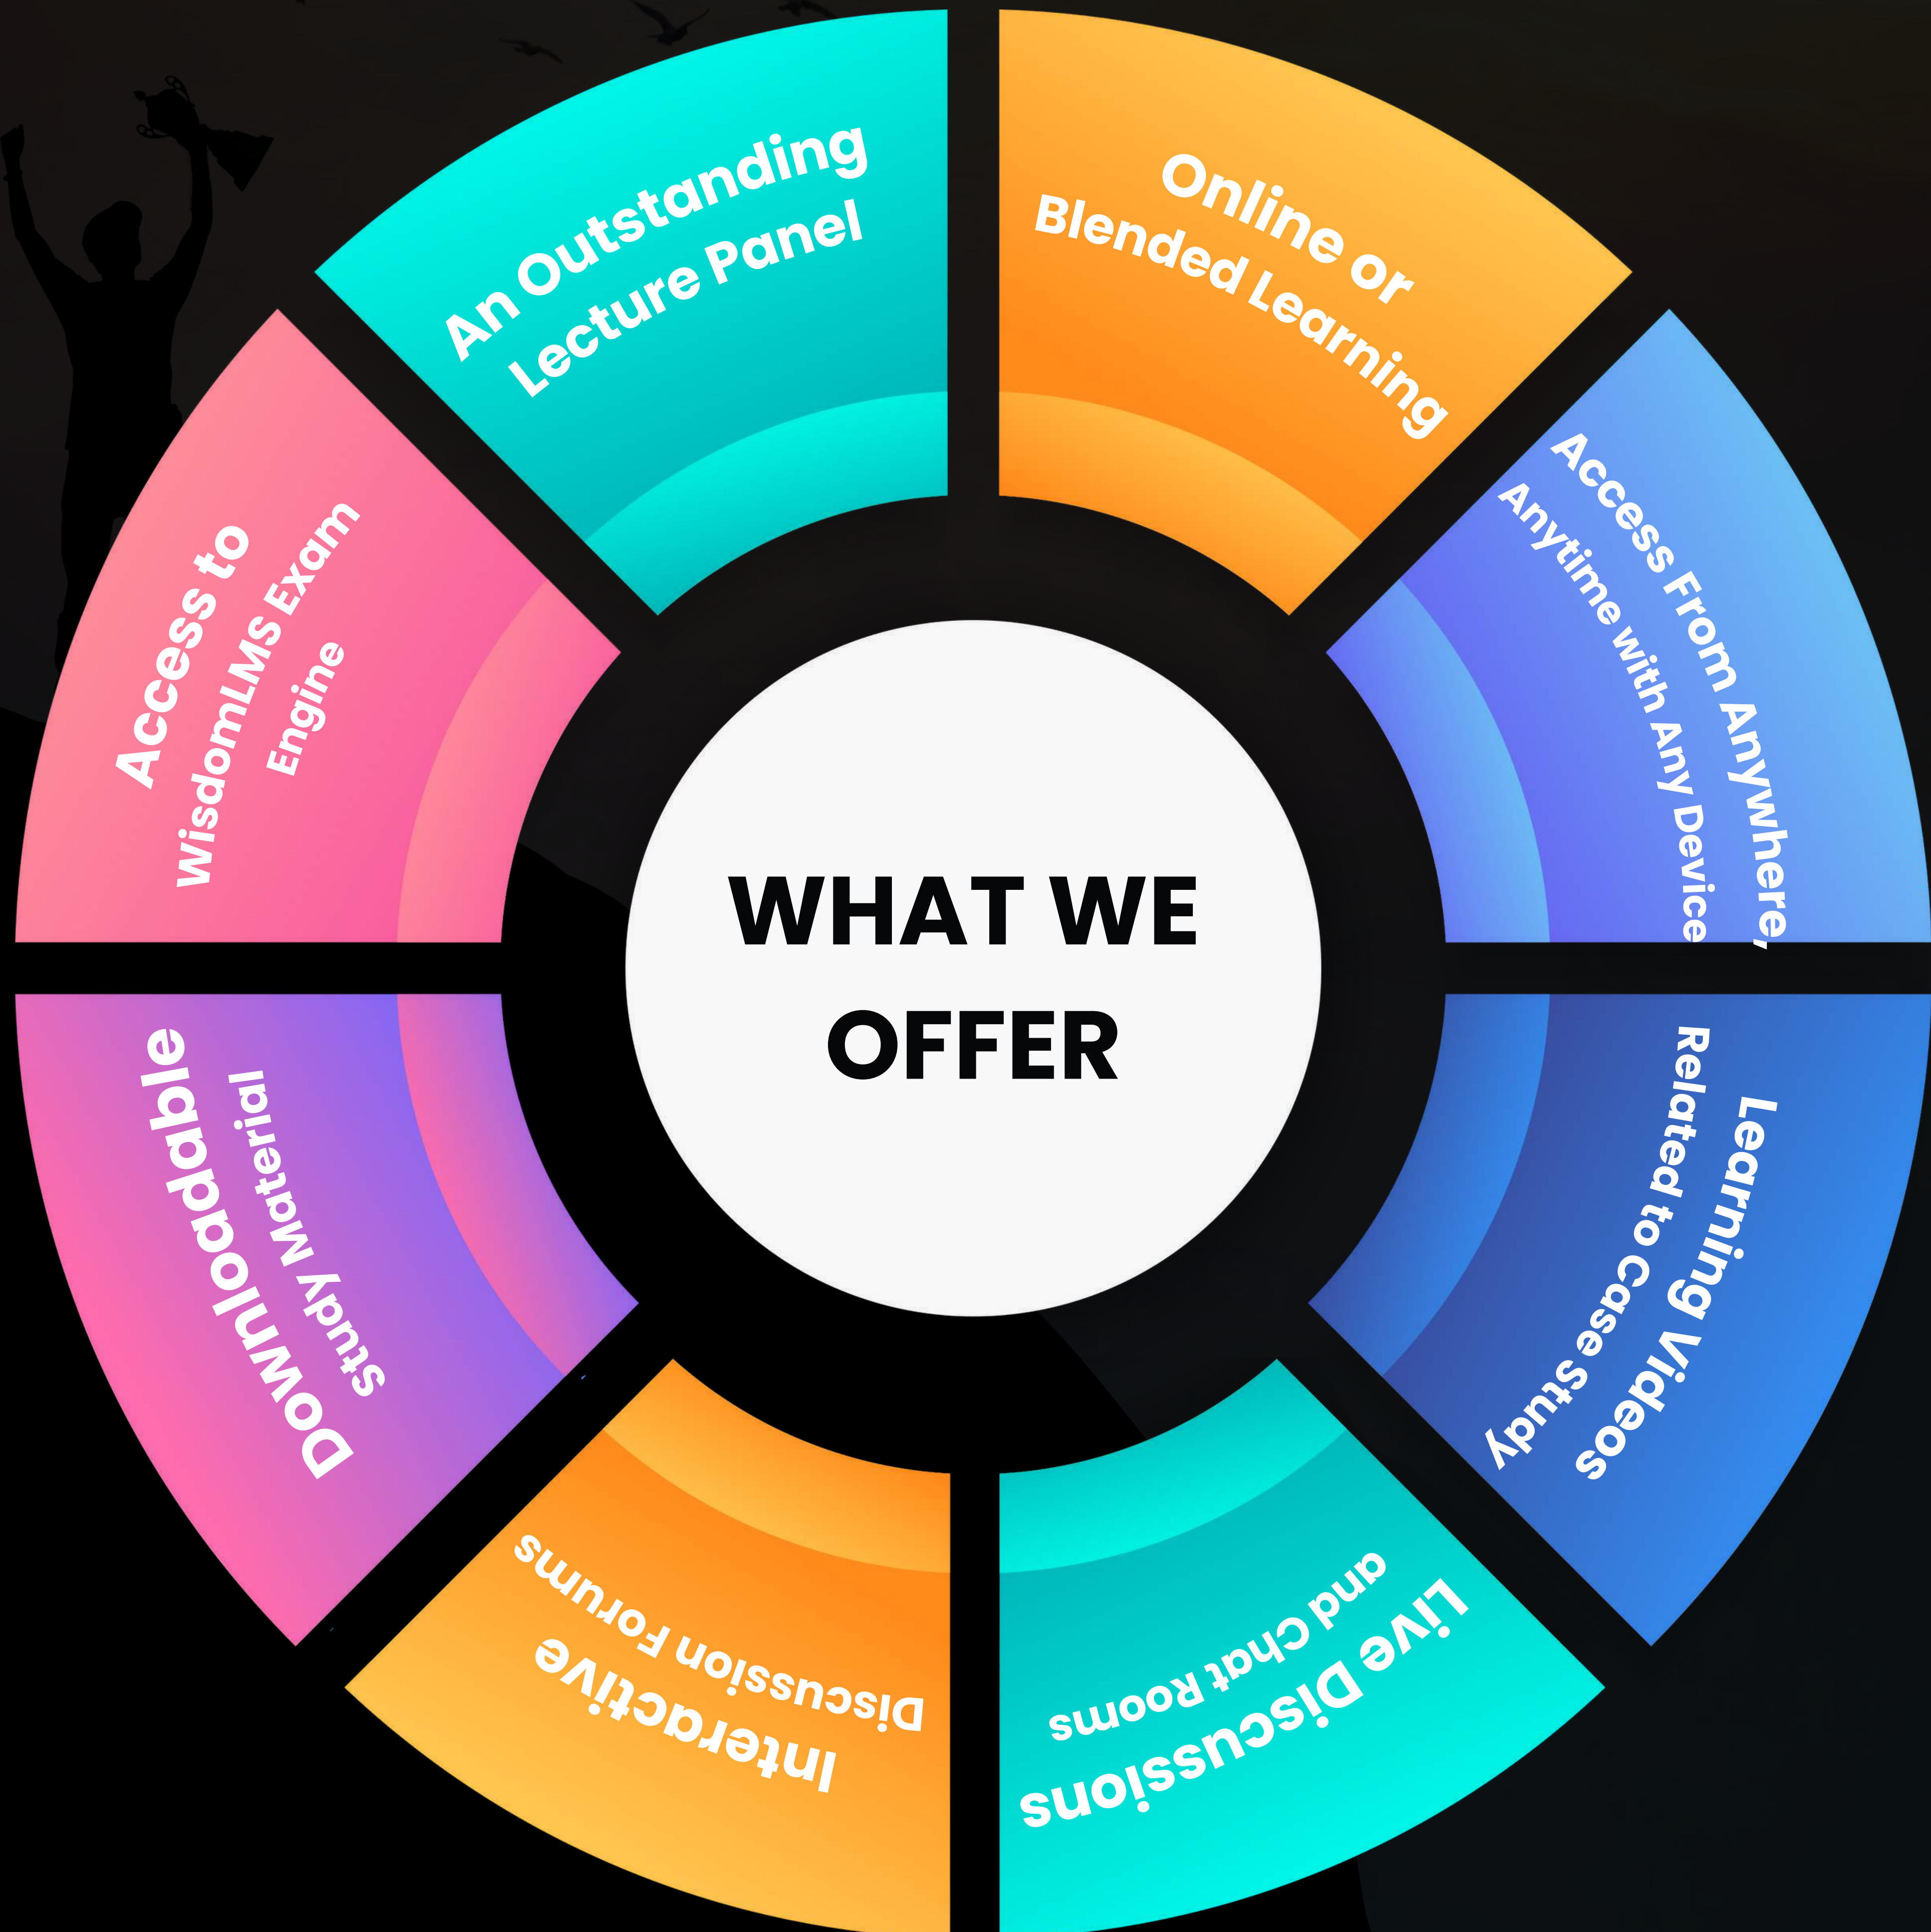 WHAT WE
OFFER
Online or
Blended Learning
Access From Anywhere,
Anytime with Any Device
Learning Videos
Related to Case Study
Live Discussions
and Chat Rooms
Interactive
Discussion Forums
Downloadable
Study Material
Access to
WisdomLMS Exam
Engine
An Outstanding
Lecture Panel